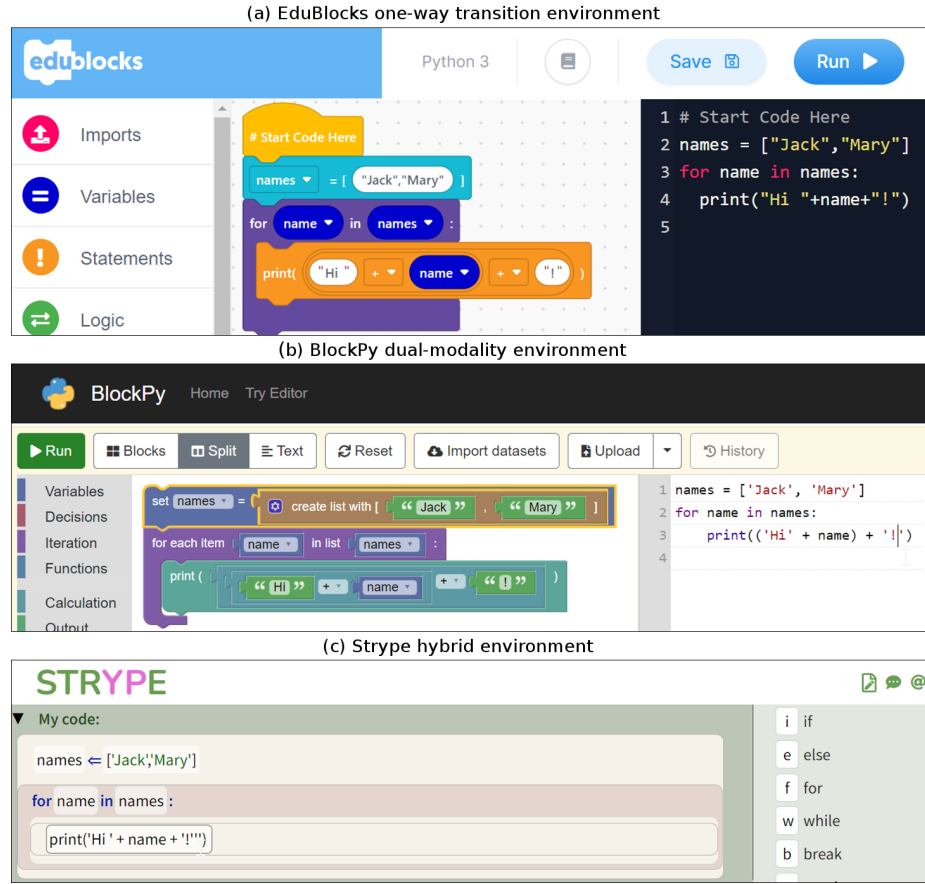 (a) EduBlocks one-way transition environment
edublocks
Python 3
Save
Run
Imports
Variables
Statements
Logic
# Start Code Here
names = [ "Jack","Mary" ]
for name in names :
print( "Hi " + name + "!" )
1 # Start Code Here
2 names = ["Jack","Mary"]
3 for name in names:
4 print("Hi "+name+"!")
5
(b) BlockPy dual-modality environment
BlockPy Home Try Editor
Run Blocks Split Text Reset Import datasets Upload History
Variables
Decisions
Iteration
Functions
Calculation
Output
set names = create list with [ “ Jack ” , “ Mary ” ]
for each item name in list names :
print ( “ Hi ” + name + “ ! ” )
1 names = ['Jack', 'Mary']
2 for name in names:
3 print(('Hi' + name) + '!')
4
(c) Strype hybrid environment
STRYPE
My code:
names ⇐ ['Jack','Mary']
for name in names :
print('Hi ' + name + '!''')
i if
e else
f for
w while
b break